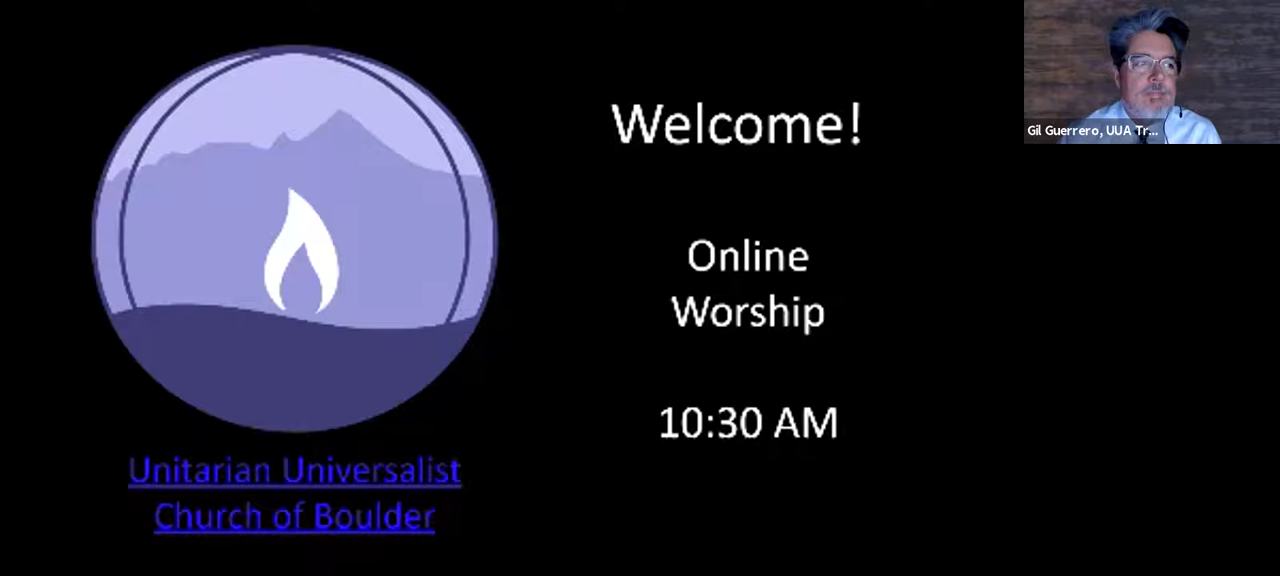 Welcome!
Online
Worship
10:30 AM
Unitarian Universalist
Church of Boulder
Gil Guerrero, UUA Tr...